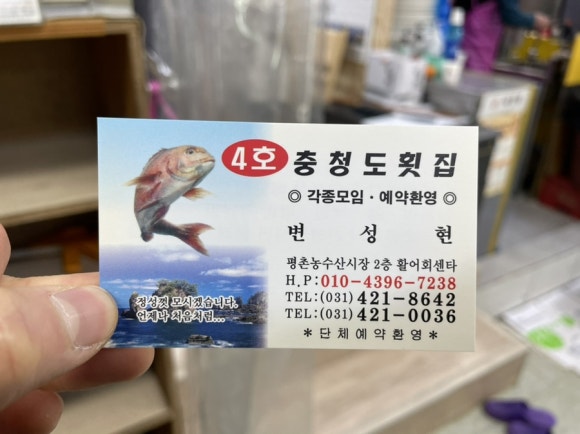 4호 충청도횟집
◎ 각종모임 · 예약환영 ◎
변 성 현
평촌농수산시장 2층 활어회센타
H.P:010-4396-7238
TEL:(031)421-8642
TEL:(031)421-0036
*단체예약환영*
정성껏 모시겠습니다.
언제나 처음처럼...